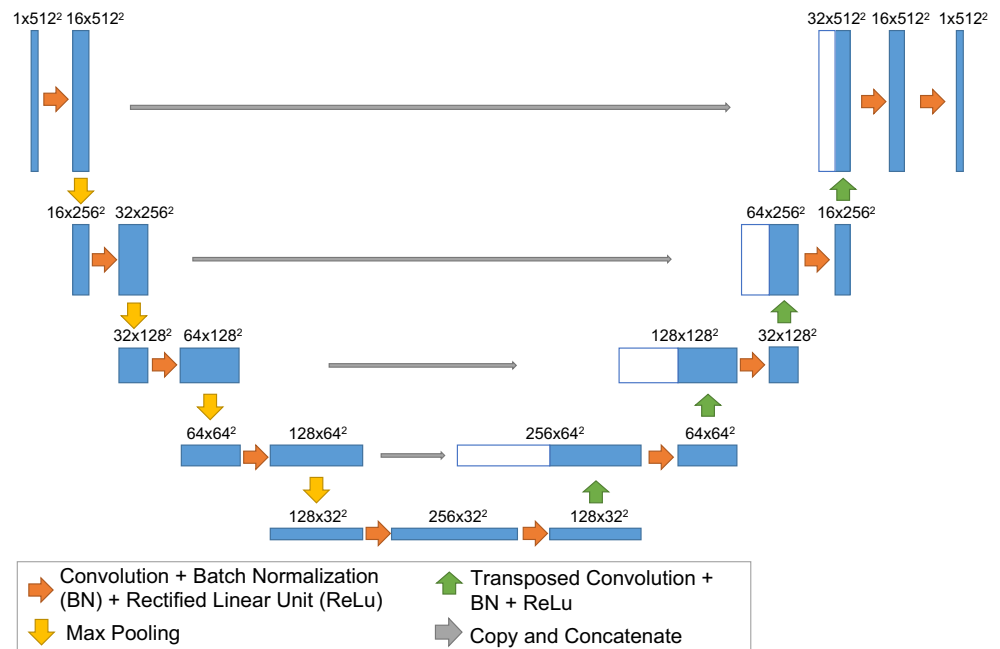 1x512² 16x512² 32x512² 16x512² 1x512²
16x256² 32x256² 64x256² 16x256²
32x128² 64x128² 128x128² 32x128²
64x64² 128x64² 256x64² 64x64²
128x32² 256x32² 128x32²
Convolution + Batch Normalization
(BN) + Rectified Linear Unit (ReLu)
Max Pooling
Transposed Convolution +
BN + ReLu
Copy and Concatenate